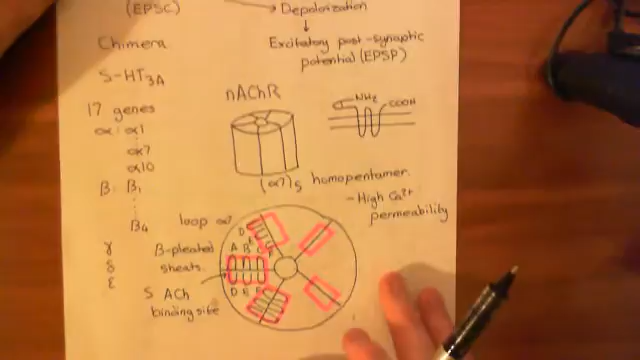 (EPSC)
→ Depolarization
↓
Chimera
Excitatory post-synaptic
potential (EPSP)
5-HT3A
nAChR
NH2
COOH
17 genes
α: α1
α7
α10
(α7)5 homopentamer.
- High Ca2+
permeability
β: β1
β4
loop
D
γ
β-pleated
A B C
δ
sheets.
ε
5 ACh
D E F
binding site